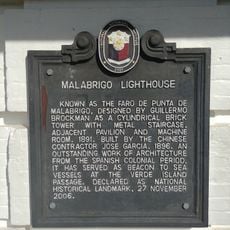 MALABRIGO LIGHTHOUSE
KNOWN AS THE FARO DE PUNTA DE
MALABRIGO, DESIGNED BY GUILLERMO
BROCKMAN AS A CYLINDRICAL BRICK
TOWER WITH METAL STAIRCASE,
ADJACENT PAVILION AND MACHINE
ROOM, 1891. BUILT BY THE CHINESE
CONTRACTOR JOSE GARCIA, 1896. AN
OUTSTANDING WORK OF ARCHITECTURE
FROM THE SPANISH COLONIAL PERIOD,
IT HAS SERVED AS BEACON TO SEA
VESSELS AT THE VERDE ISLAND
PASSAGE. DECLARED AS NATIONAL
HISTORICAL LANDMARK, 27 NOVEMBER
2006.